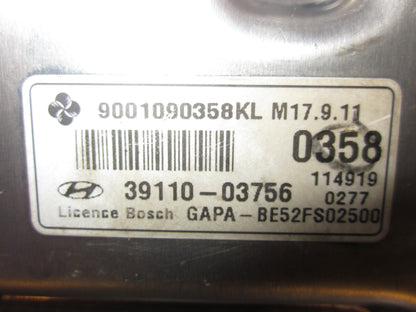 9001090358KL M17.9.11
0358
114919
39110-03756 0277
Licence Bosch GAPA-BE52FS02500